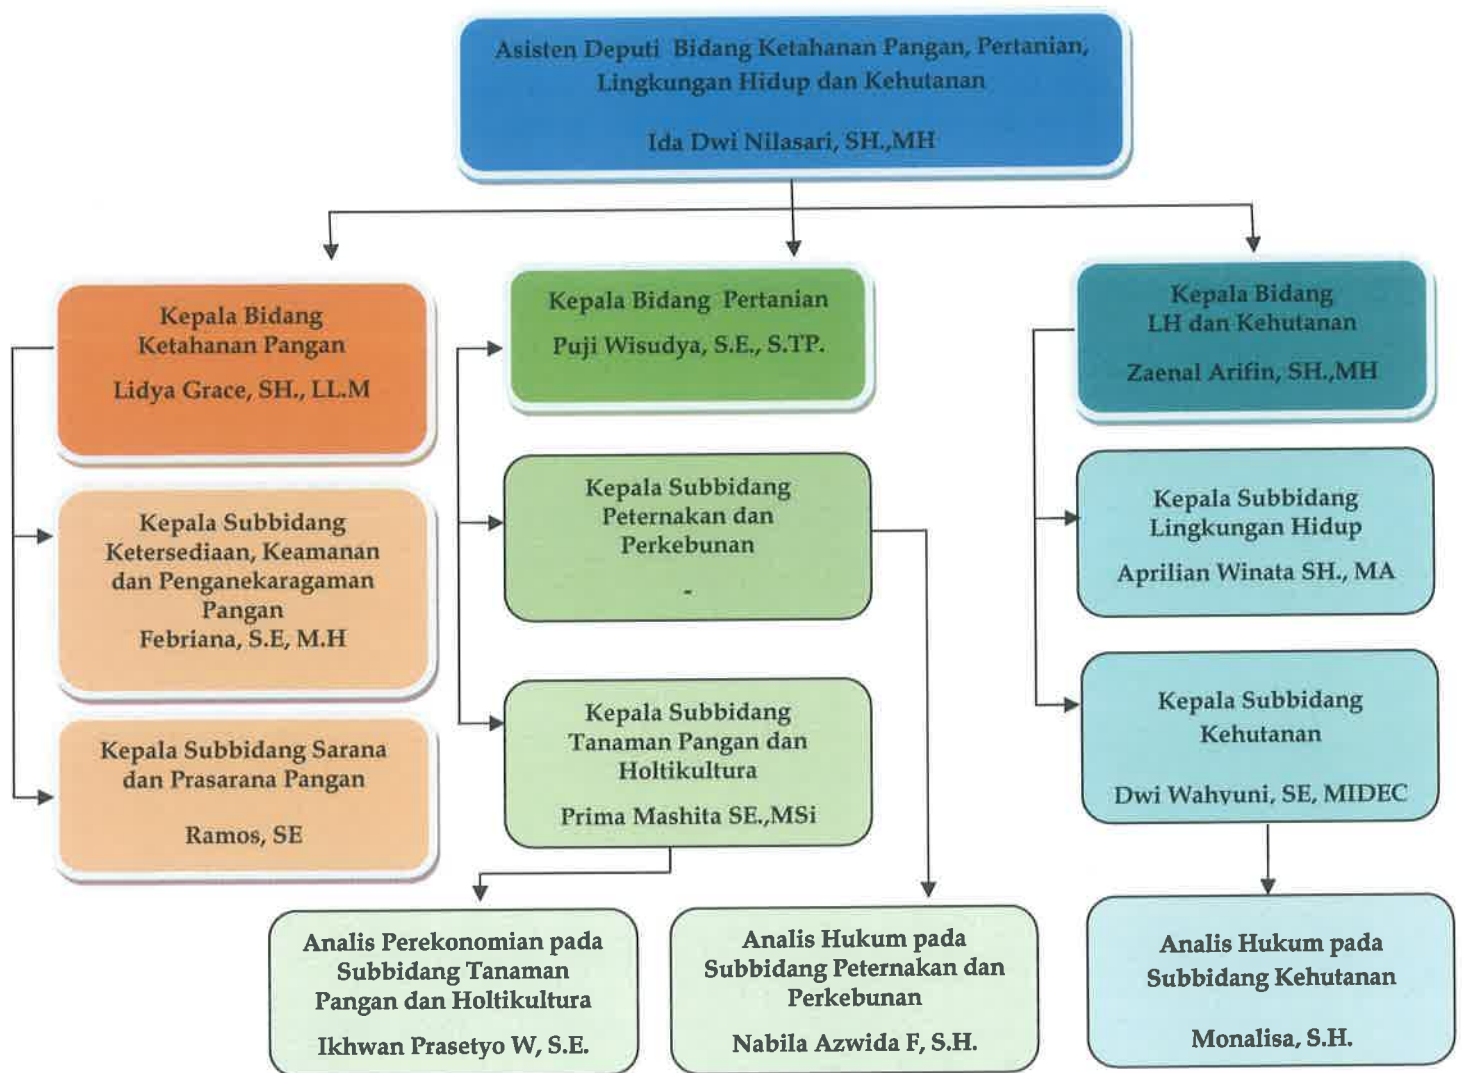 Asisten Deputi Bidang Ketahanan Pangan, Pertanian,
Lingkungan Hidup dan Kehutanan
Ida Dwi Nilasari, SH.,MH
Kepala Bidang
Ketahanan Pangan
Lidya Grace, SH., LL.M
Kepala Bidang Pertanian
Puji Wisudya, S.E., S.TP.
Kepala Bidang
LH dan Kehutanan
Zaenal Arifin, SH.,MH
Kepala Subbidang
Ketersediaan, Keamanan
dan Penganekaragaman
Pangan
Febriana, S.E, M.H
Kepala Subbidang
Peternakan dan
Perkebunan
-
Kepala Subbidang
Lingkungan Hidup
Aprilian Winata SH., MA
Kepala Subbidang Sarana
dan Prasarana Pangan
Ramos, SE
Kepala Subbidang
Tanaman Pangan dan
Holtikultura
Prima Mashita SE.,MSi
Kepala Subbidang
Kehutanan
Dwi Wahyuni, SE, MIDEC
Analis Perekonomian pada
Subbidang Tanaman
Pangan dan Holtikultura
Ikhwan Prasetyo W, S.E.
Analis Hukum pada
Subbidang Peternakan dan
Perkebunan
Nabila Azwida F, S.H.
Analis Hukum pada
Subbidang Kehutanan
Monalisa, S.H.